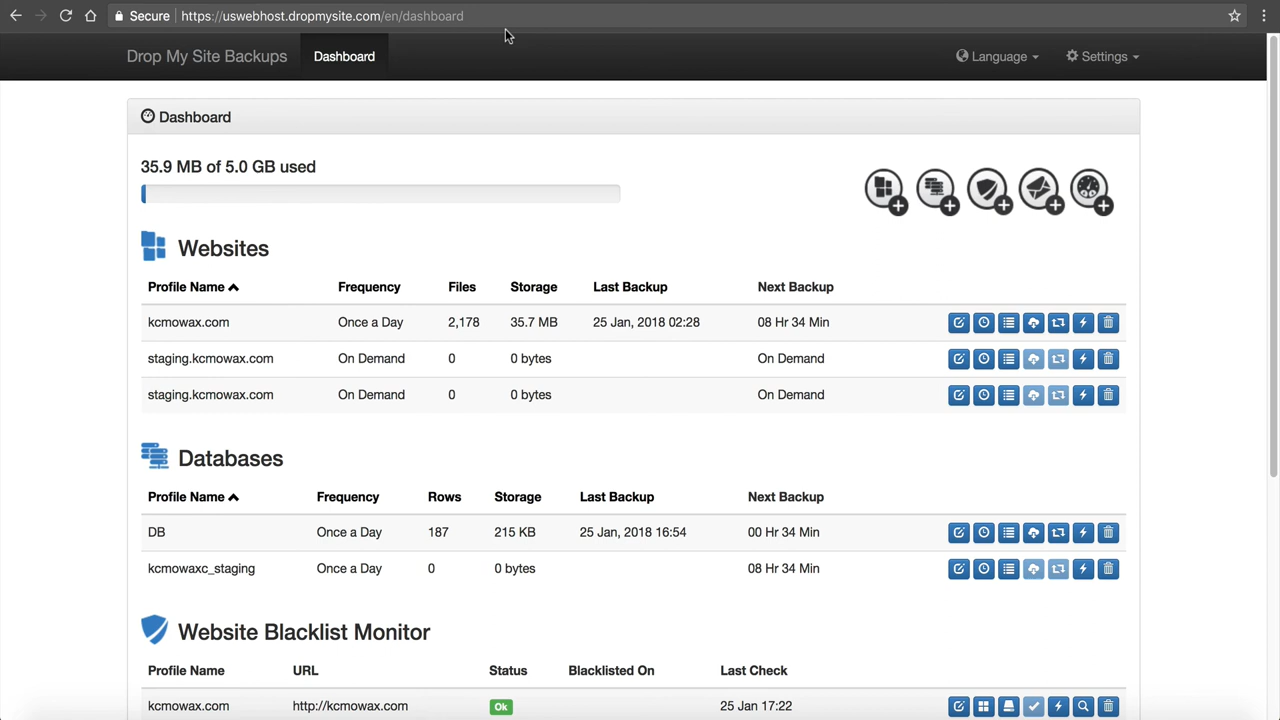 Secure https://uswebhost.dropmysite.com/en/dashboard
Drop My Site Backups Dashboard Language Settings
Dashboard
35.9 MB of 5.0 GB used
Websites
Profile Name Frequency Files Storage Last Backup Next Backup
kcmowax.com Once a Day 2,178 35.7 MB 25 Jan, 2018 02:28 08 Hr 34 Min
staging.kcmowax.com On Demand 0 0 bytes On Demand
staging.kcmowax.com On Demand 0 0 bytes On Demand
Databases
Profile Name Frequency Rows Storage Last Backup Next Backup
DB Once a Day 187 215 KB 25 Jan, 2018 16:54 00 Hr 34 Min
kcmowaxc_staging Once a Day 0 0 bytes 08 Hr 34 Min
Website Blacklist Monitor
Profile Name URL Status Blacklisted On Last Check
kcmowax.com http://kcmowax.com Ok 25 Jan 17:22